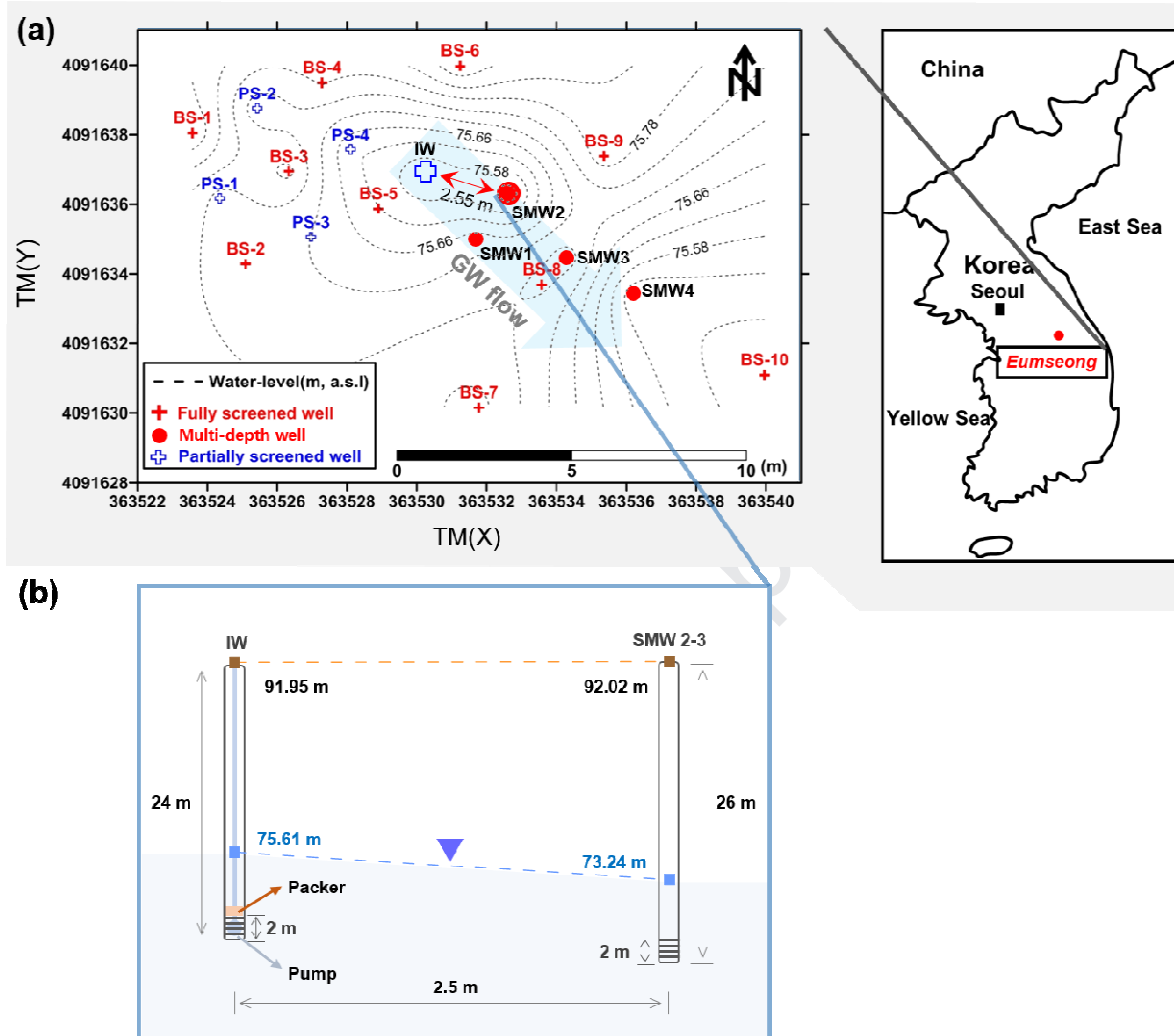 (a)
4091640
4091638
4091636
4091634
4091632
4091630
4091628
TM(Y)
363522
363524
363526
363528
363530
363532
363534
363536
363538
363540
TM(X)
BS-6
BS-4
PS-2
BS-1
PS-4
BS-3
IW
75.66
75.58
75.78
BS-9
PS-1
BS-5
2.55 m
SMW2
75.66
PS-3
BS-2
75.66
SMW1
SMW3
75.58
BS-8
SMW4
GW flow
BS-10
BS-7
N
Water-level(m, a.s.l)
Fully screened well
Multi-depth well
Partially screened well
0
5
10 (m)
China
East Sea
Korea
Seoul
Eumseong
Yellow Sea
(b)
IW
SMW 2-3
91.95 m
92.02 m
24 m
26 m
75.61 m
73.24 m
Packer
2 m
2 m
Pump
2.5 m